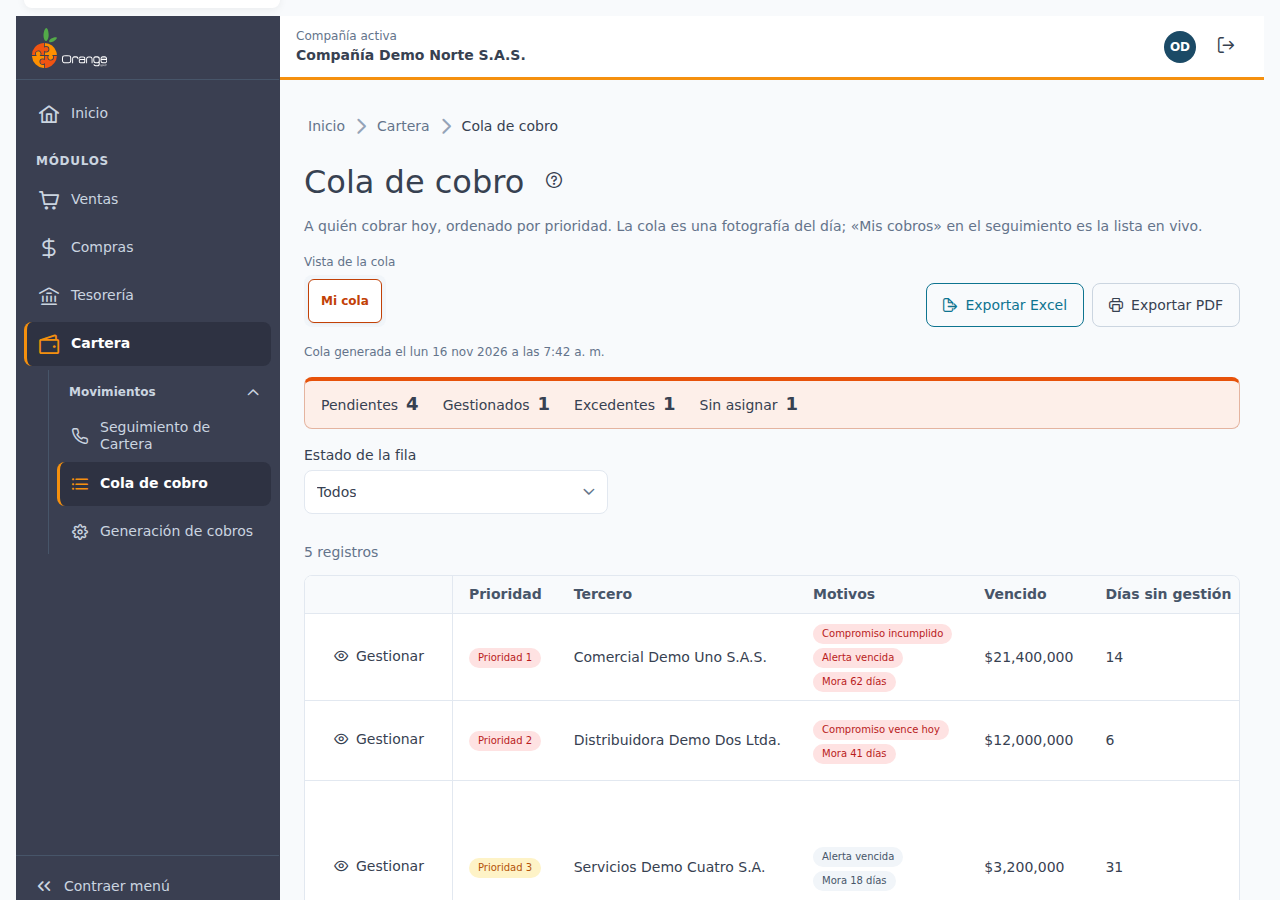 Orange
Compañía activa
Compañía Demo Norte S.A.S.
OD
Inicio
MÓDULOS
Ventas
Compras
Tesorería
Cartera
Movimientos
Seguimiento de
Cartera
Cola de cobro
Generación de cobros
Contraer menú
Inicio Cartera Cola de cobro
Cola de cobro
A quién cobrar hoy, ordenado por prioridad. La cola es una fotografía del día; «Mis cobros» en el seguimiento es la lista en vivo.
Vista de la cola
Mi cola
Exportar Excel
Exportar PDF
Cola generada el lun 16 nov 2026 a las 7:42 a. m.
Pendientes 4 Gestionados 1 Excedentes 1 Sin asignar 1
Estado de la fila
Todos
5 registros
Prioridad Tercero Motivos Vencido Días sin gestión
Compromiso incumplido
Gestionar Prioridad 1 Comercial Demo Uno S.A.S. Alerta vencida $21,400,000 14
Mora 62 días
Compromiso vence hoy
Gestionar Prioridad 2 Distribuidora Demo Dos Ltda. $12,000,000 6
Mora 41 días
Alerta vencida
Gestionar Prioridad 3 Servicios Demo Cuatro S.A. $3,200,000 31
Mora 18 días